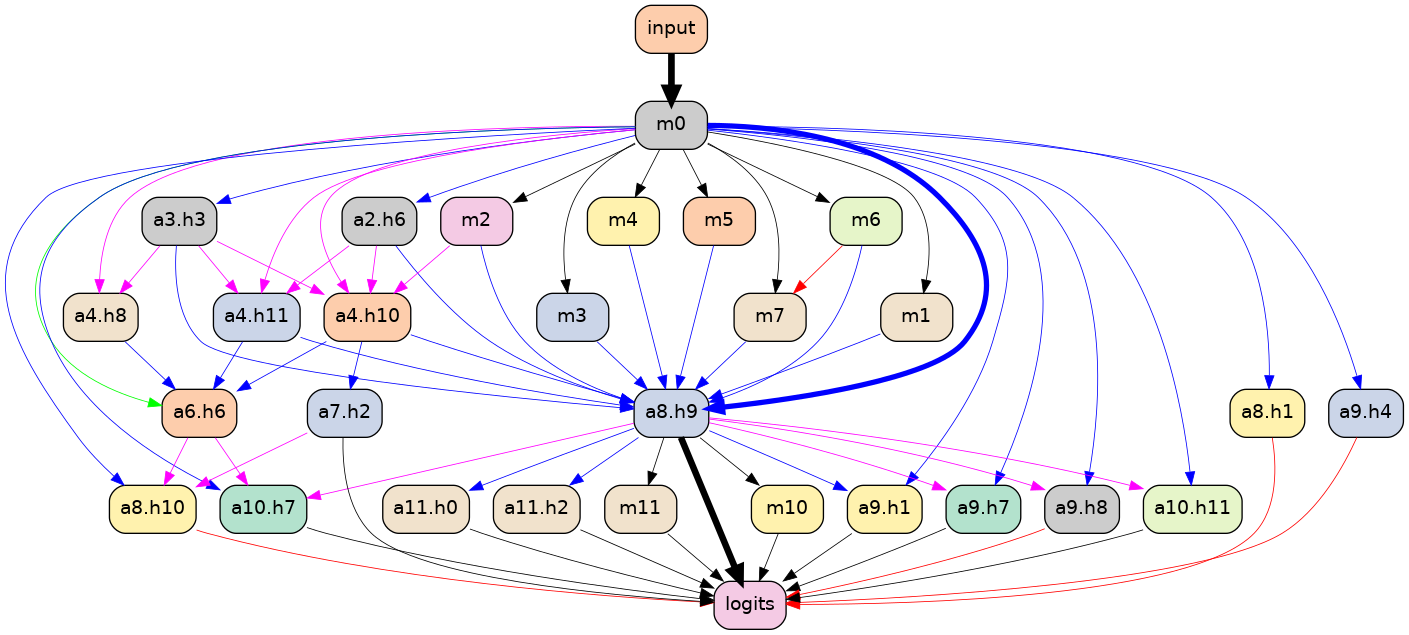 input
m0
a3.h3 a2.h6 m2 m4 m5 m6
a4.h8 a4.h11 a4.h10 m3 m7 m1
a6.h6 a7.h2 a8.h9 a8.h1 a9.h4
a8.h10 a10.h7 a11.h0 a11.h2 m11 m10 a9.h1 a9.h7 a9.h8 a10.h11
logits